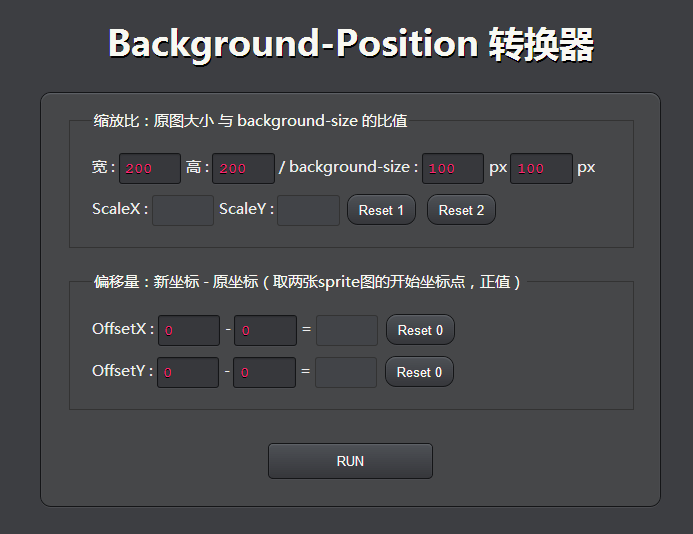 Background-Position 转换器
缩放比：原图大小 与 background-size 的比值
宽 : 200 高 : 200 / background-size : 100 px 100 px
ScaleX : ScaleY : Reset 1 Reset 2
偏移量：新坐标 - 原坐标（取两张sprite图的开始坐标点，正值）
OffsetX : 0 - 0 = Reset 0
OffsetY : 0 - 0 = Reset 0
RUN